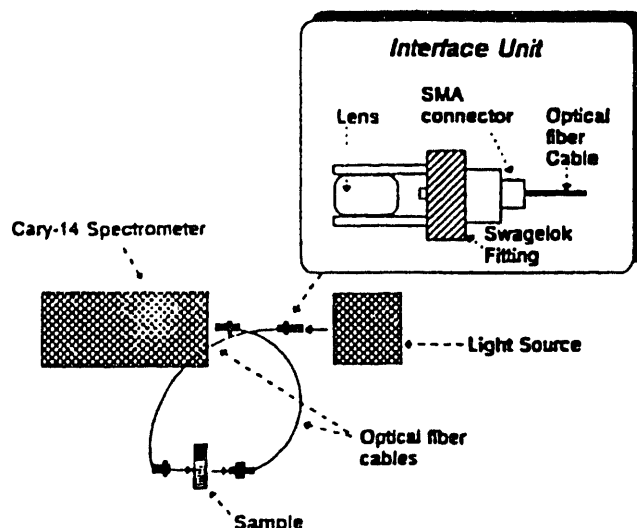 Interface Unit
SMA
connector
Lens
Optical
fiber
Cable
Swagelok
Fitting
Cary-14 Spectrometer
Light Source
Optical fiber
cables
Sample